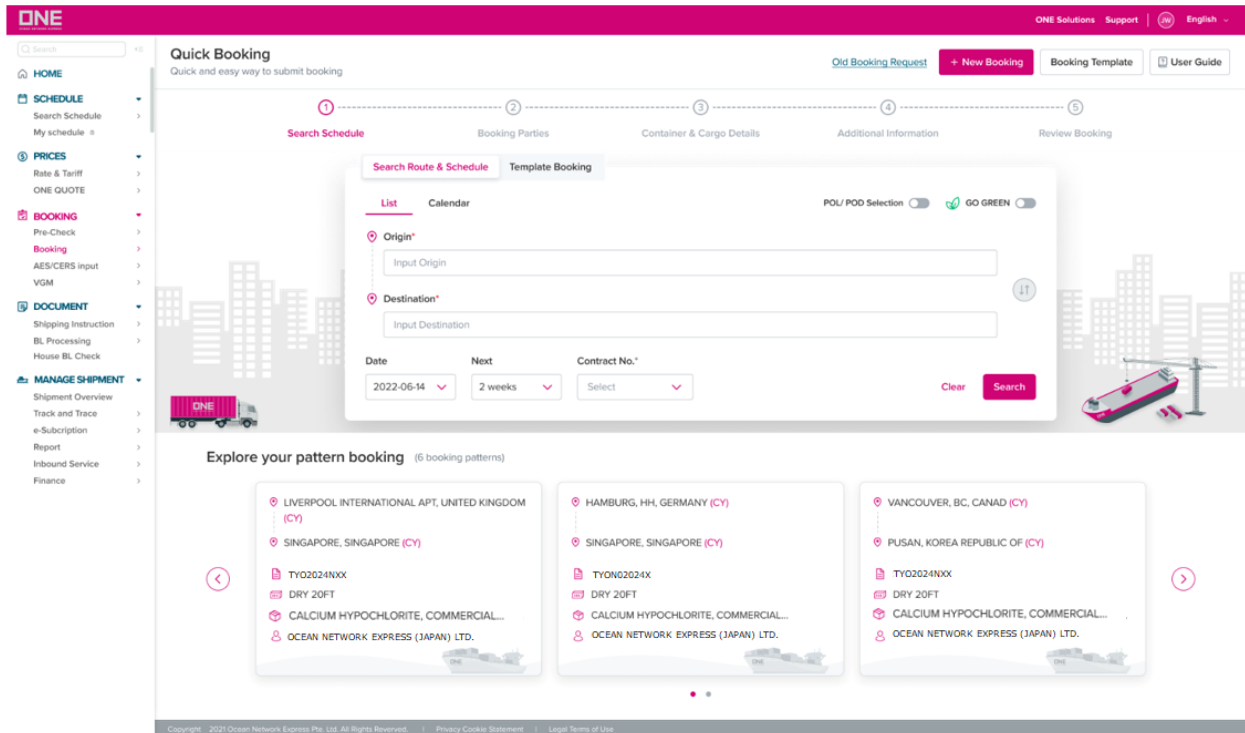 ONE
OCEAN NETWORK EXPRESS
ONE Solutions Support JW English
Search
HOME
SCHEDULE
Search Schedule
My schedule
PRICES
Rate & Tariff
ONE QUOTE
BOOKING
Pre-Check
Booking
AES/CERS input
VGM
DOCUMENT
Shipping Instruction
BL Processing
House BL Check
MANAGE SHIPMENT
Shipment Overview
Track and Trace
e-Subcription
Report
Inbound Service
Finance
Quick Booking
Quick and easy way to submit booking
Old Booking Request + New Booking Booking Template User Guide
1 2 3 4 5
Search Schedule Booking Parties Container & Cargo Details Additional Information Review Booking
Search Route & Schedule Template Booking
List Calendar POL/ POD Selection GO GREEN
Origin*
Input Origin
Destination*
Input Destination
Date Next Contract No.*
2022-06-14 2 weeks Select Clear Search
ONE
Explore your pattern booking (6 booking patterns)
LIVERPOOL INTERNATIONAL APT, UNITED KINGDOM
(CY)
SINGAPORE, SINGAPORE (CY)
TYO2024NXX
DRY 20FT
CALCIUM HYPOCHLORITE, COMMERCIAL...
OCEAN NETWORK EXPRESS (JAPAN) LTD.
ONE
HAMBURG, HH, GERMANY (CY)
SINGAPORE, SINGAPORE (CY)
TYON02024X
DRY 20FT
CALCIUM HYPOCHLORITE, COMMERCIAL...
OCEAN NETWORK EXPRESS (JAPAN) LTD.
ONE
VANCOUVER, BC, CANAD (CY)
PUSAN, KOREA REPUBLIC OF (CY)
TYO2024NXX
DRY 20FT
CALCIUM HYPOCHLORITE, COMMERCIAL...
OCEAN NETWORK EXPRESS (JAPAN) LTD.
ONE
Copyright 2021 Ocean Network Express Pte. Ltd. All Rights Reverved. | Privacy Cookie Statement | Legal Terms of Use